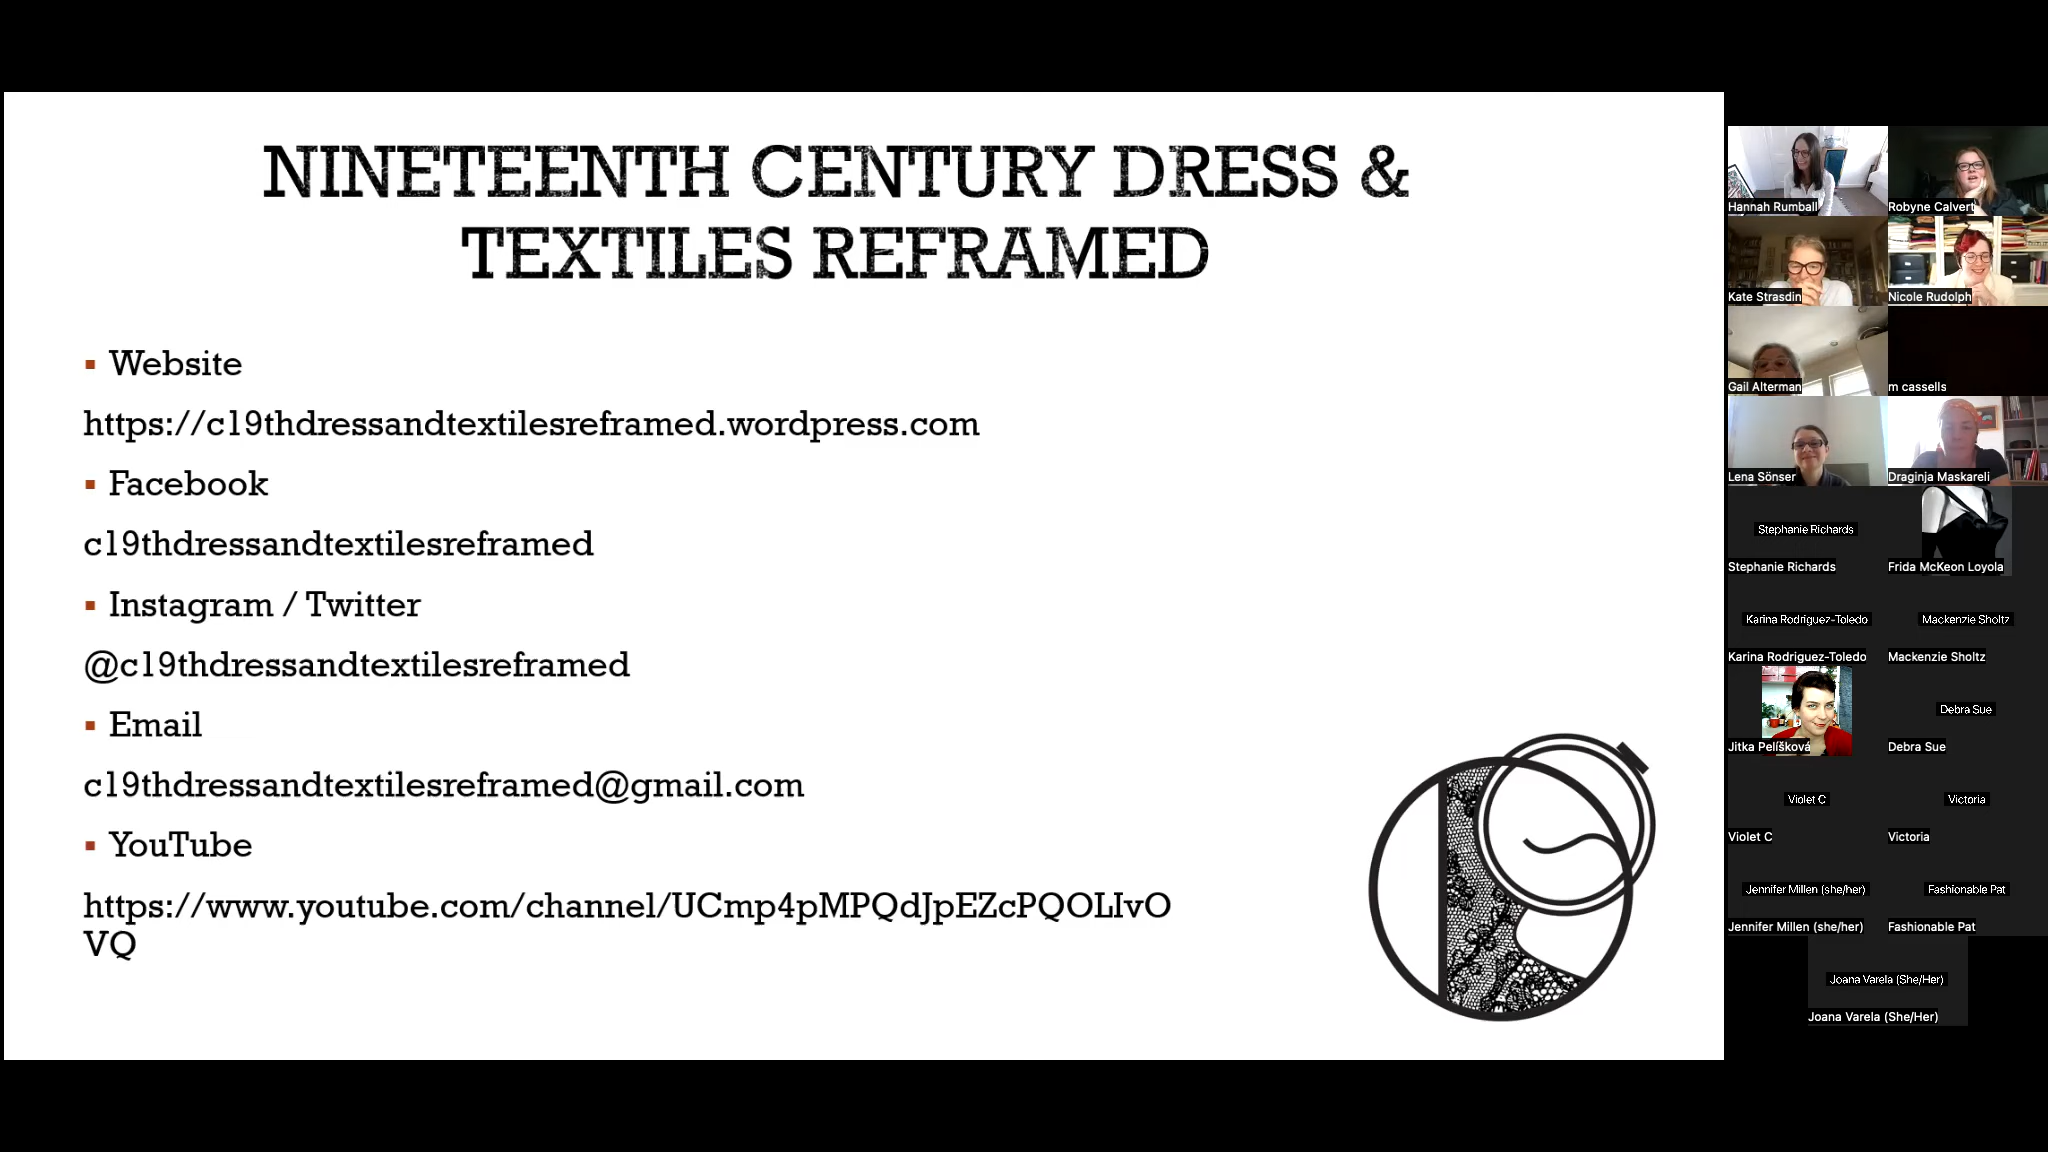 NINETEENTH CENTURY DRESS &
TEXTILES REFRAMED
▪ Website
https://c19thdressandtextilesreframed.wordpress.com
▪ Facebook
c19thdressandtextilesreframed
▪ Instagram / Twitter
@c19thdressandtextilesreframed
▪ Email
c19thdressandtextilesreframed@gmail.com
▪ YouTube
https://www.youtube.com/channel/UCmp4pMPQdJpEZcPQOLIvO
VQ
Hannah Rumball
Robyne Calvert
Kate Strasdin
Nicole Rudolph
Gail Alterman
m cassells
Lena Sönser
Draginja Maskareli
Stephanie Richards
Stephanie Richards
Frida McKeon Loyola
Karina Rodriguez-Toledo
Mackenzie Sholtz
Karina Rodriguez-Toledo
Mackenzie Sholtz
Jitka Pelíšková
Debra Sue
Debra Sue
Violet C
Victoria
Violet C
Victoria
Jennifer Millen (she/her)
Fashionable Pat
Jennifer Millen (she/her)
Fashionable Pat
Joana Varela (She/Her)
Joana Varela (She/Her)